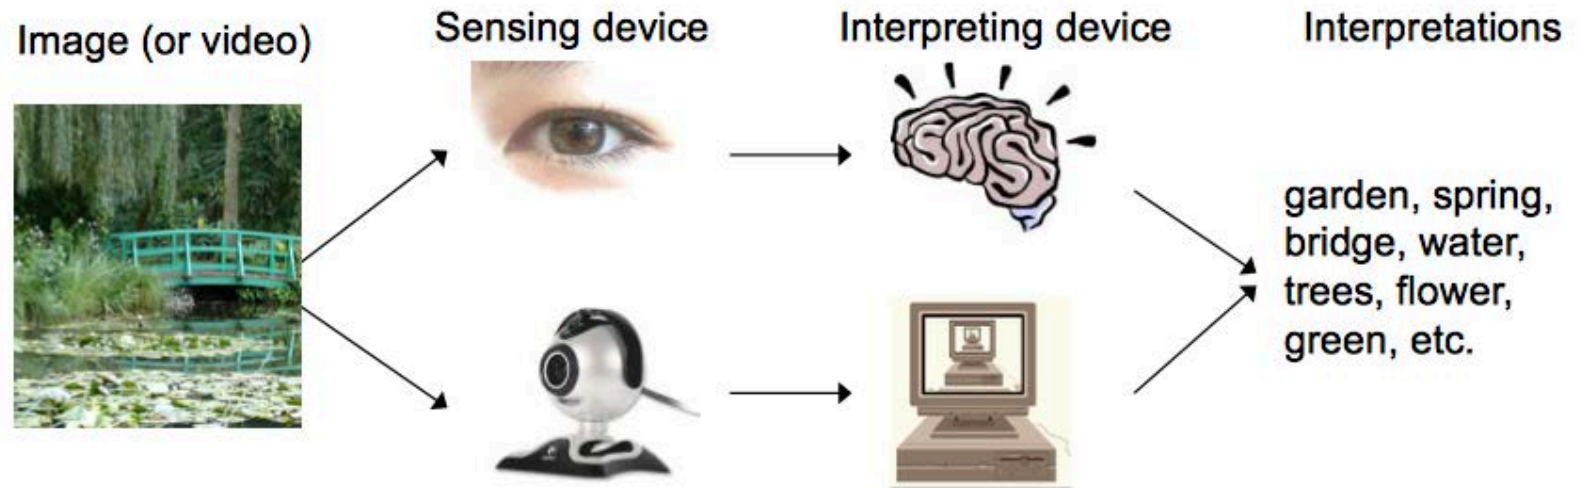 Image (or video)
Sensing device
Interpreting device
Interpretations
garden, spring,
bridge, water,
trees, flower,
green, etc.